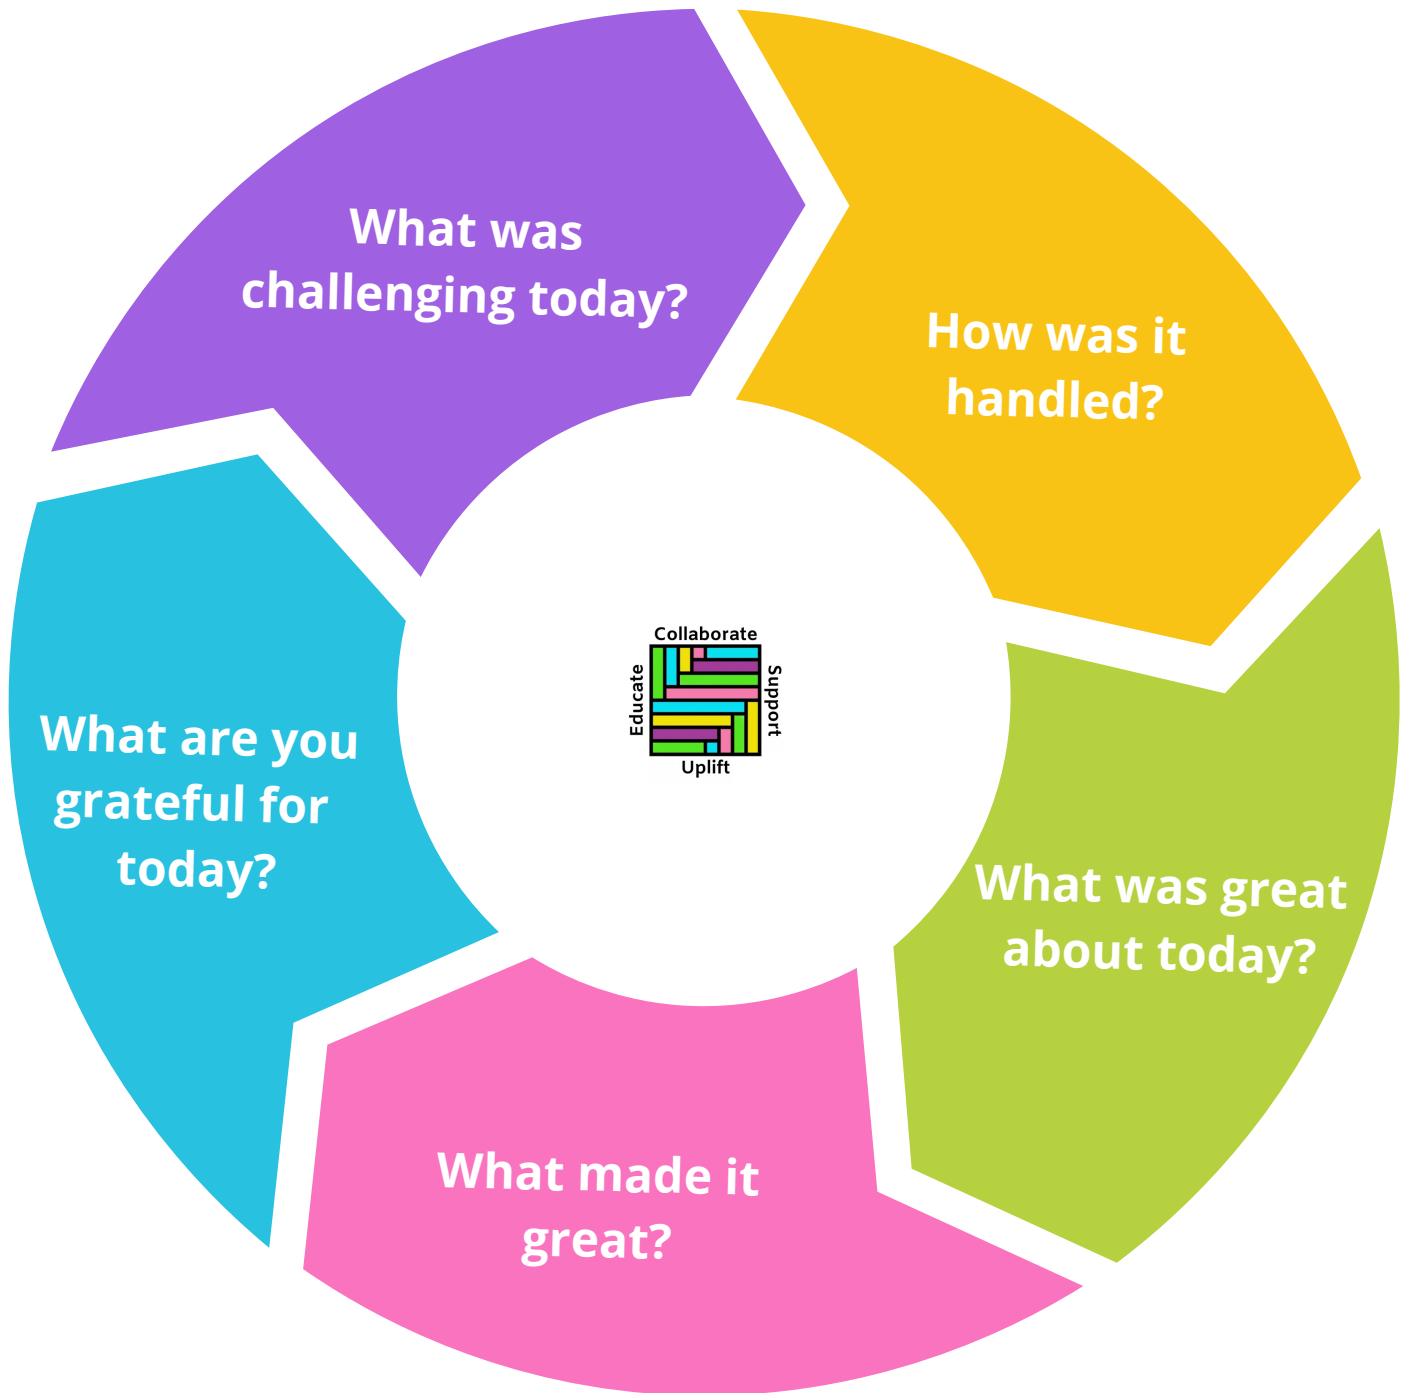 What was
challenging today?
How was it
handled?
What was great
about today?
What made it
great?
What are you
grateful for
today?
Collaborate
Support
Uplift
Educate